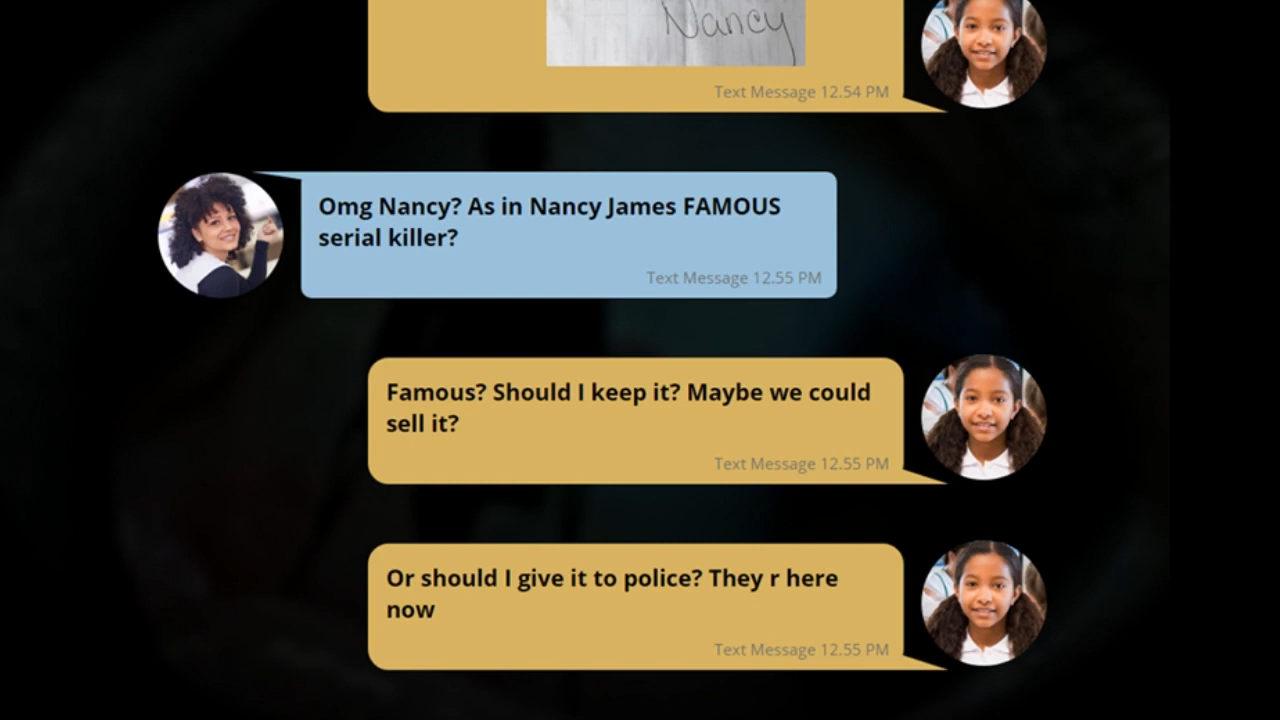 Nancy
Text Message 12.54 PM
Omg Nancy? As in Nancy James FAMOUS
serial killer?
Text Message 12.55 PM
Famous? Should I keep it? Maybe we could
sell it?
Text Message 12.55 PM
Or should I give it to police? They r here
now
Text Message 12.55 PM